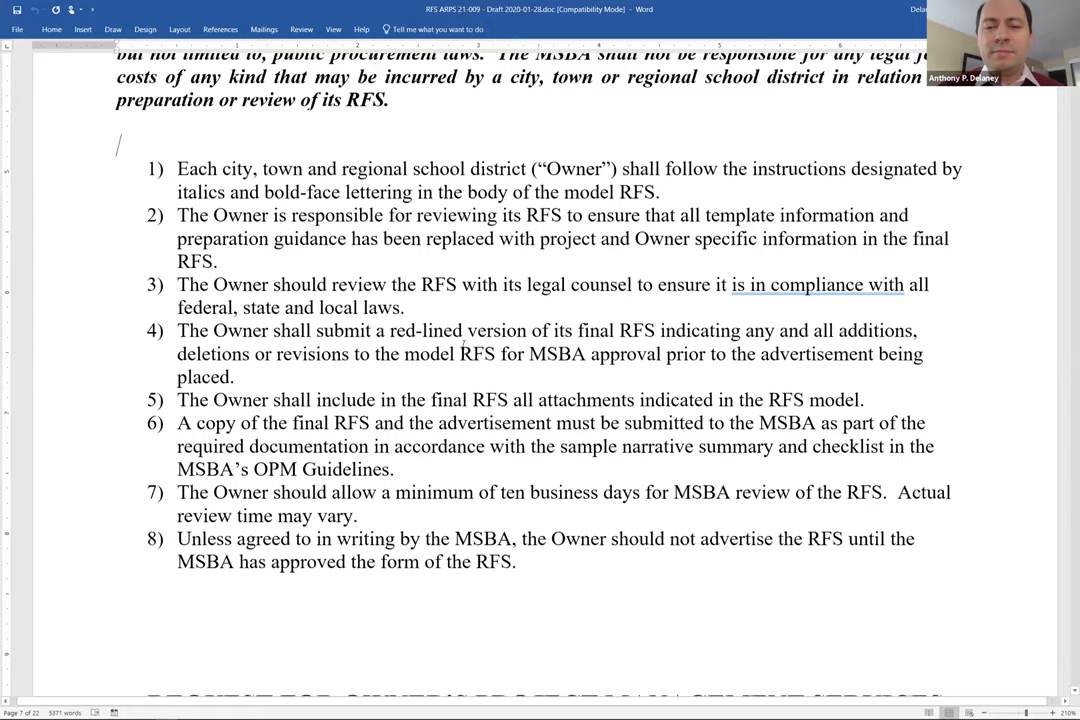 RFS ARPS 21-009 - Draft 2020-01-28.doc [Compatibility Mode] - Word
File Home Insert Draw Design Layout References Mailings Review View Help Tell me what you want to do
Anthony P. Delaney
but not limited to, public procurement laws. The MSBA shall not be responsible for any legal
costs of any kind that may be incurred by a city, town or regional school district in relation
preparation or review of its RFS.
1) Each city, town and regional school district (“Owner”) shall follow the instructions designated by
italics and bold-face lettering in the body of the model RFS.
2) The Owner is responsible for reviewing its RFS to ensure that all template information and
preparation guidance has been replaced with project and Owner specific information in the final
RFS.
3) The Owner should review the RFS with its legal counsel to ensure it is in compliance with all
federal, state and local laws.
4) The Owner shall submit a red-lined version of its final RFS indicating any and all additions,
deletions or revisions to the model RFS for MSBA approval prior to the advertisement being
placed.
5) The Owner shall include in the final RFS all attachments indicated in the RFS model.
6) A copy of the final RFS and the advertisement must be submitted to the MSBA as part of the
required documentation in accordance with the sample narrative summary and checklist in the
MSBA’s OPM Guidelines.
7) The Owner should allow a minimum of ten business days for MSBA review of the RFS. Actual
review time may vary.
8) Unless agreed to in writing by the MSBA, the Owner should not advertise the RFS until the
MSBA has approved the form of the RFS.
REQUEST FOR OWNER’S PROJECT MANAGEMENT SERVICES
Page 7 of 22 5371 words
210%